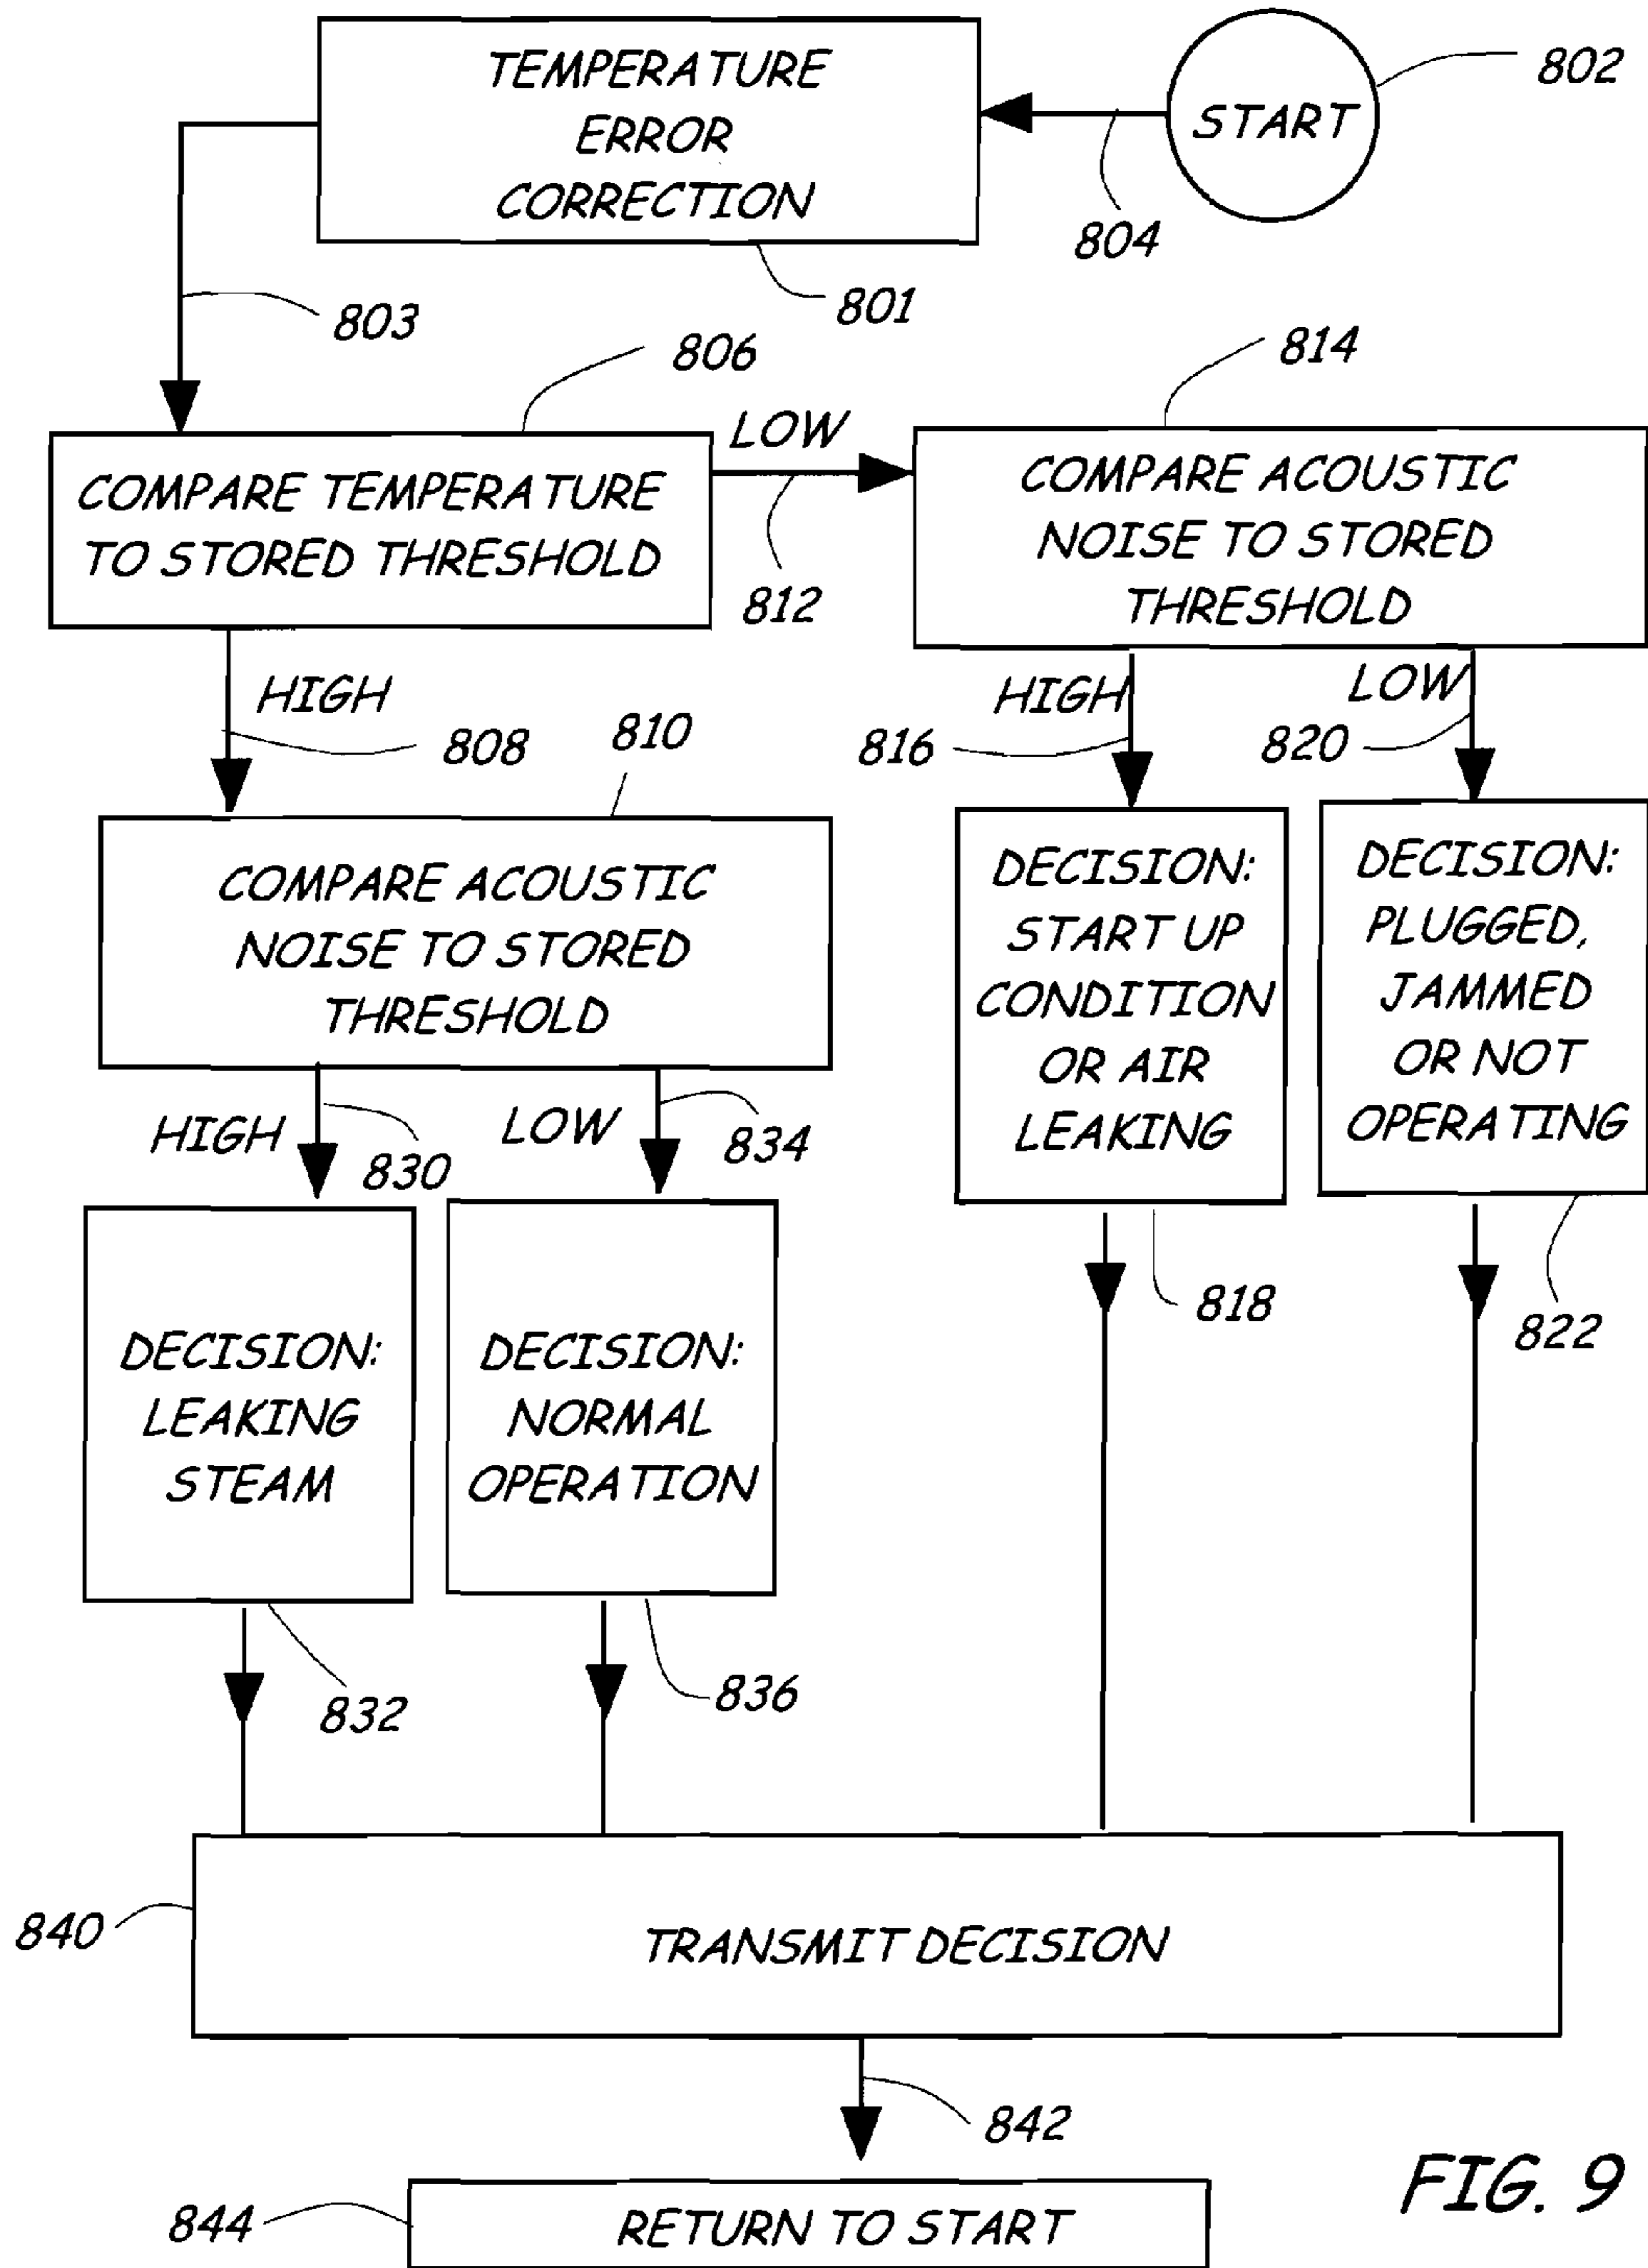 TEMPERATURE
ERROR
CORRECTION
START
802
804
801
803
806
814
COMPARE TEMPERATURE
TO STORED THRESHOLD
LOW
812
COMPARE ACOUSTIC
NOISE TO STORED
THRESHOLD
HIGH
808
810
HIGH
816
LOW
820
COMPARE ACOUSTIC
NOISE TO STORED
THRESHOLD
DECISION:
START UP
CONDITION
OR AIR
LEAKING
DECISION:
PLUGGED,
JAMMED
OR NOT
OPERATING
HIGH
830
LOW
834
818
822
DECISION:
LEAKING
STEAM
DECISION:
NORMAL
OPERATION
832
836
840
TRANSMIT DECISION
842
844
RETURN TO START
FIG. 9